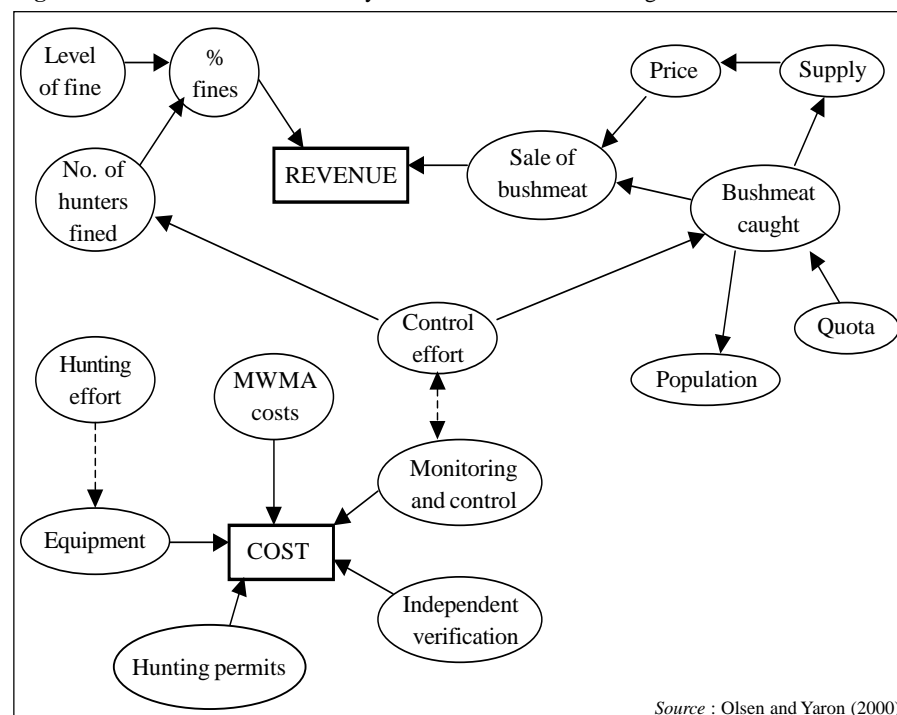 Level
of fine
%
fines
Price
Supply
No. of
hunters
fined
REVENUE
Sale of
bushmeat
Bushmeat
caught
Control
effort
Quota
Population
Hunting
effort
MWMA
costs
Monitoring
and control
Equipment
COST
Independent
verification
Hunting permits
Source : Olsen and Yaron (2000)